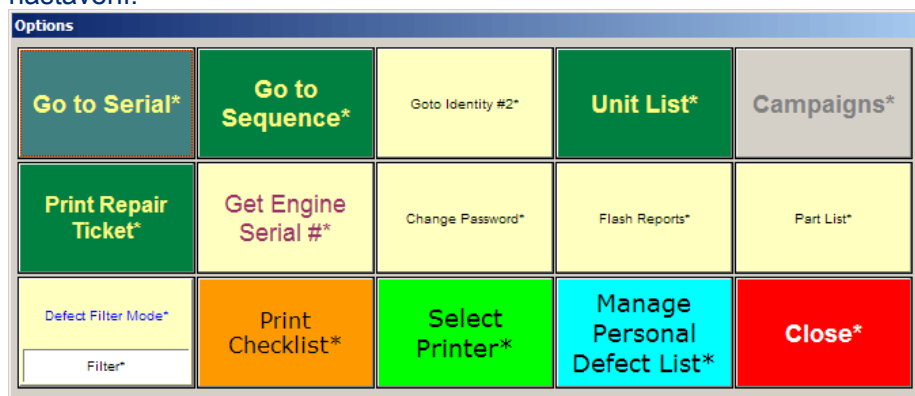 nastavení.
Options
Go to Serial*
Go to
Sequence*
Goto Identity #2*
Unit List*
Campaigns*
Print Repair
Ticket*
Get Engine
Serial #*
Change Password*
Flash Reports*
Part List*
Defect Filter Mode*
Filter*
Print
Checklist*
Select
Printer*
Manage
Personal
Defect List*
Close*